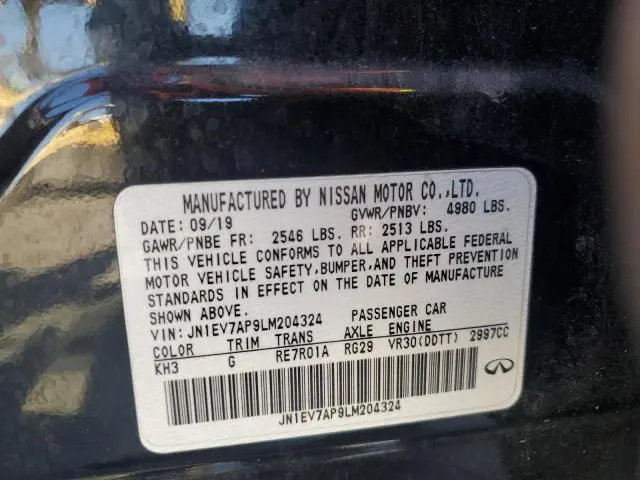 MANUFACTURED BY NISSAN MOTOR CO.,LTD.
DATE: 09/19 GVWR/PNBV: 4980 LBS.
GAWR/PNBE FR: 2546 LBS. RR: 2513 LBS.
THIS VEHICLE CONFORMS TO ALL APPLICABLE FEDERAL
MOTOR VEHICLE SAFETY,BUMPER,AND THEFT PREVENTION
STANDARDS IN EFFECT ON THE DATE OF MANUFACTURE
SHOWN ABOVE.
VIN: JN1EV7AP9LM204324 PASSENGER CAR
COLOR TRIM TRANS AXLE ENGINE
KH3 G RE7R01A RG29 VR30(DDTT) 2997CC
JN1EV7AP9LM204324